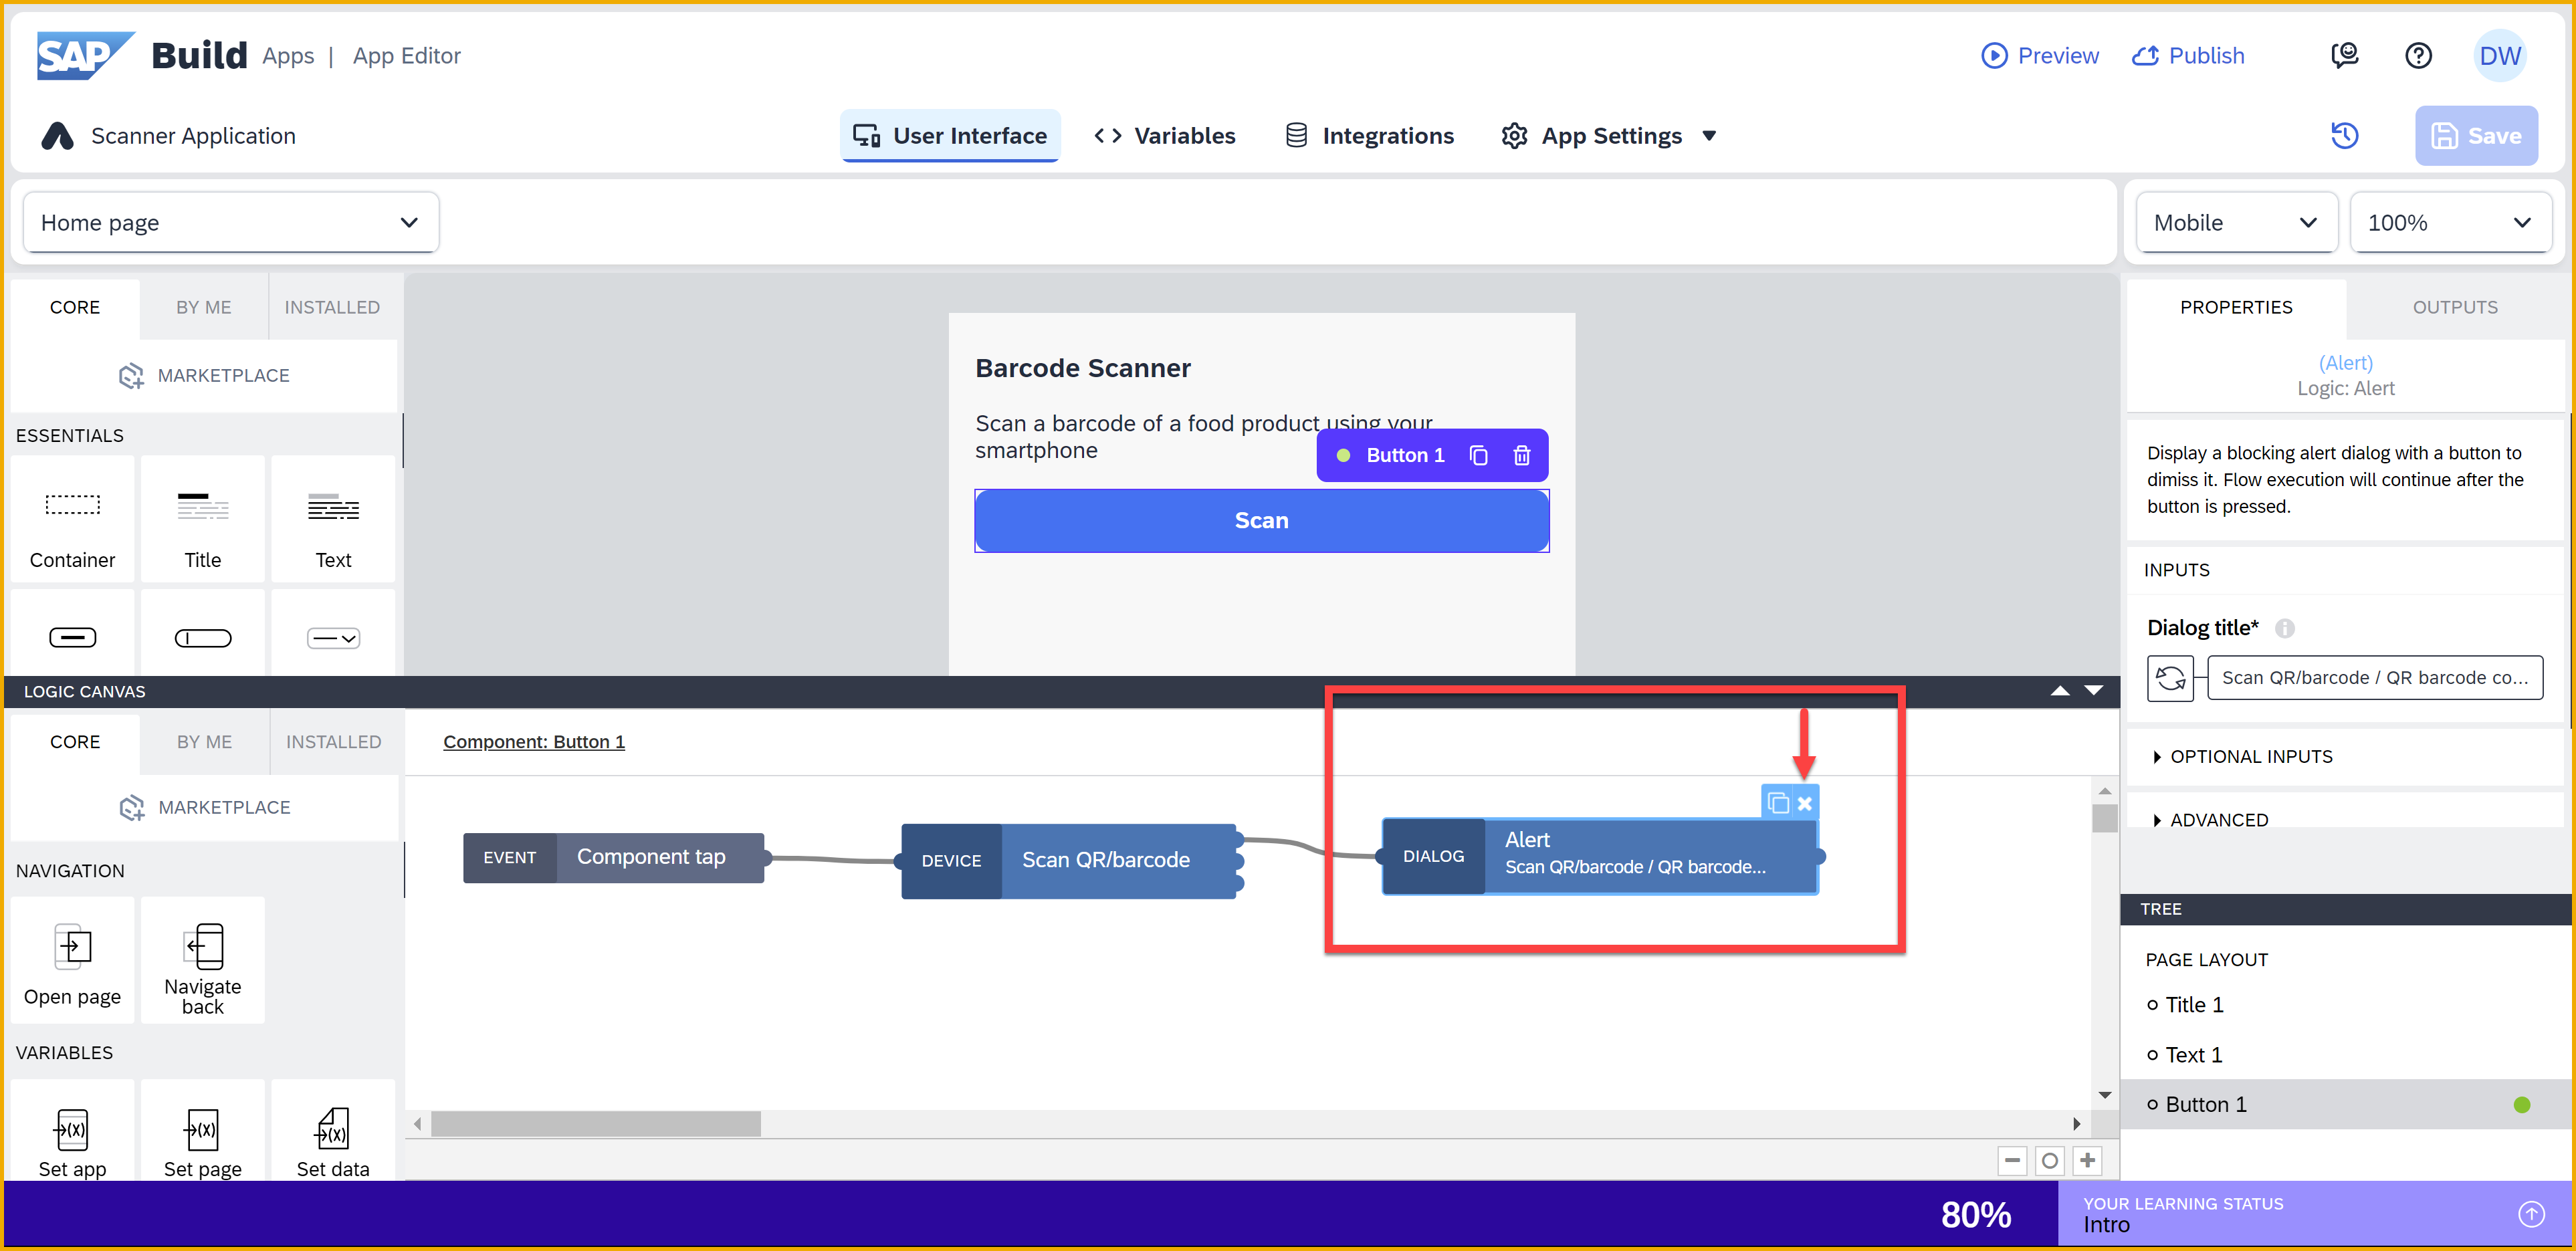 SAP Build Apps | App Editor
Preview
Publish
DW
Scanner Application
User Interface
Variables
Integrations
App Settings
Save
Home page
Mobile
100%
CORE
BY ME
INSTALLED
MARKETPLACE
ESSENTIALS
Container
Title
Text
Barcode Scanner
Scan a barcode of a food product using your
smartphone
Button 1
Scan
PROPERTIES
OUTPUTS
(Alert)
Logic: Alert
Display a blocking alert dialog with a button to
dimiss it. Flow execution will continue after the
button is pressed.
INPUTS
Dialog title*
Scan QR/barcode / QR barcode co...
OPTIONAL INPUTS
ADVANCED
LOGIC CANVAS
CORE
BY ME
INSTALLED
MARKETPLACE
NAVIGATION
Open page
Navigate
back
VARIABLES
Set app
Set page
Set data
Component: Button 1
EVENT
Component tap
DEVICE
Scan QR/barcode
DIALOG
Alert
Scan QR/barcode / QR barcode...
TREE
PAGE LAYOUT
Title 1
Text 1
Button 1
80%
YOUR LEARNING STATUS
Intro